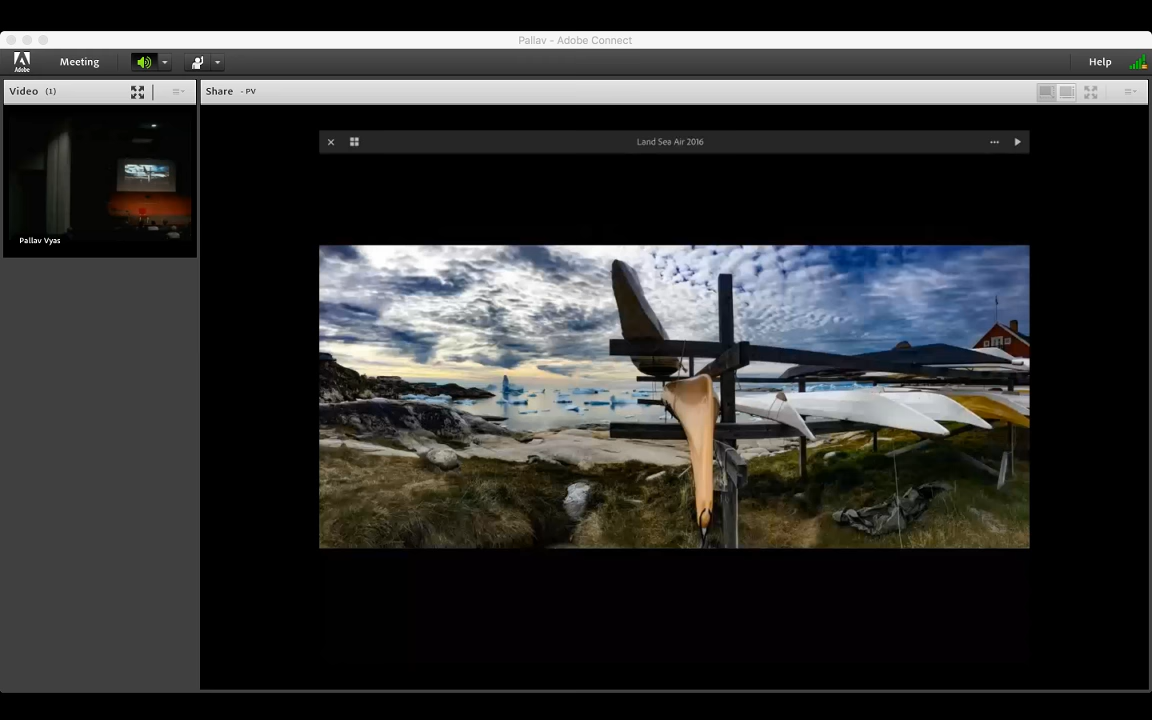 Pallav - Adobe Connect
Adobe
Meeting
Help
Video (1)
Share - PV
Land Sea Air 2016
Pallav Vyas